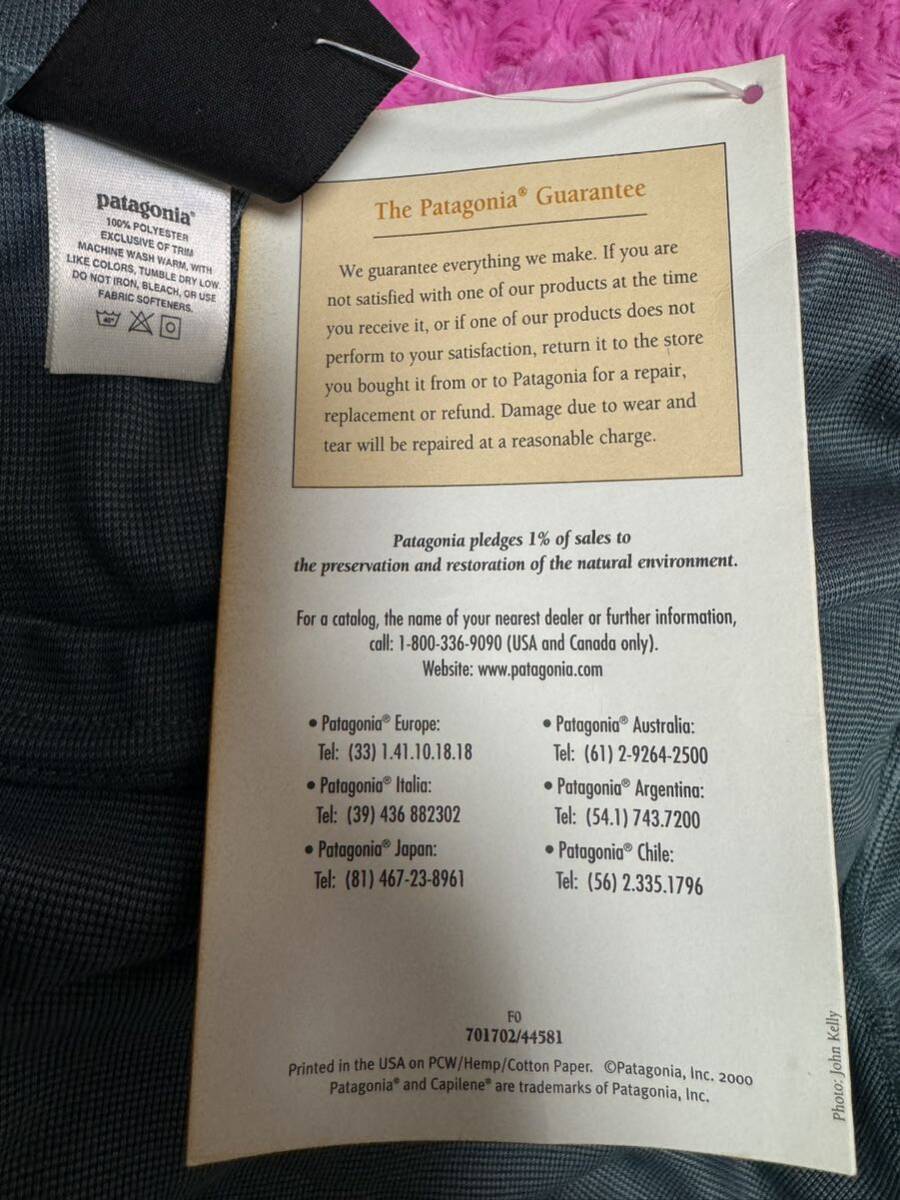 patagonia®
100% POLYESTER
EXCLUSIVE OF TRIM
MACHINE WASH WARM, WITH
LIKE COLORS, TUMBLE DRY LOW.
DO NOT IRON, BLEACH, OR USE
FABRIC SOFTENERS.
The Patagonia® Guarantee
We guarantee everything we make. If you are
not satisfied with one of our products at the time
you receive it, or if one of our products does not
perform to your satisfaction, return it to the store
you bought it from or to Patagonia for a repair,
replacement or refund. Damage due to wear and
tear will be repaired at a reasonable charge.
Patagonia pledges 1% of sales to
the preservation and restoration of the natural environment.
For a catalog, the name of your nearest dealer or further information,
call: 1-800-336-9090 (USA and Canada only).
Website: www.patagonia.com
• Patagonia® Europe:
Tel: (33) 1.41.10.18.18
• Patagonia® Italia:
Tel: (39) 436 882302
• Patagonia® Japan:
Tel: (81) 467-23-8961
• Patagonia® Australia:
Tel: (61) 2-9264-2500
• Patagonia® Argentina:
Tel: (54.1) 743.7200
• Patagonia® Chile:
Tel: (56) 2.335.1796
F0
701702/44581
Printed in the USA on PCW/Hemp/Cotton Paper. ©Patagonia, Inc. 2000
Patagonia® and Capilene® are trademarks of Patagonia, Inc.
Photo: John Kelly